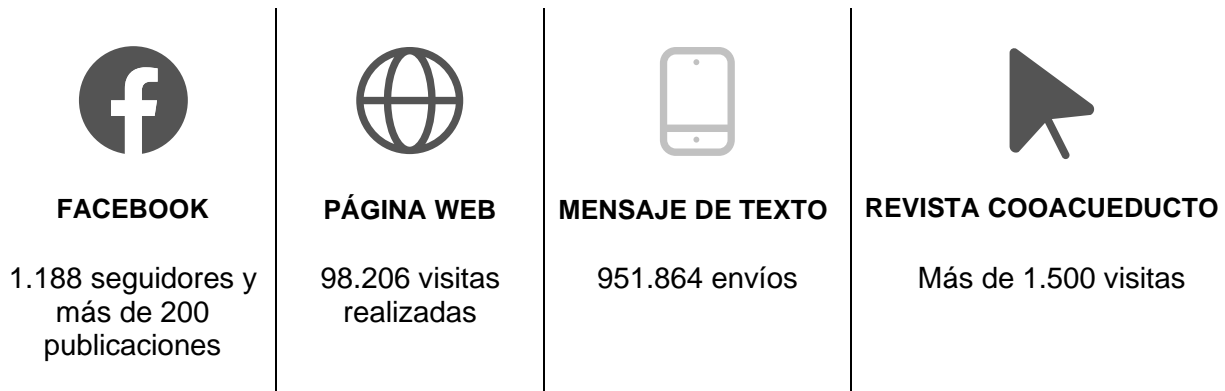 FACEBOOK
1.188 seguidores y
más de 200
publicaciones
PÁGINA WEB
98.206 visitas
realizadas
MENSAJE DE TEXTO
951.864 envíos
REVISTA COOACUEDUCTO
Más de 1.500 visitas